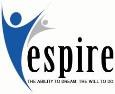 espire
THE ABILITY TO DREAM. THE WILL TO DO